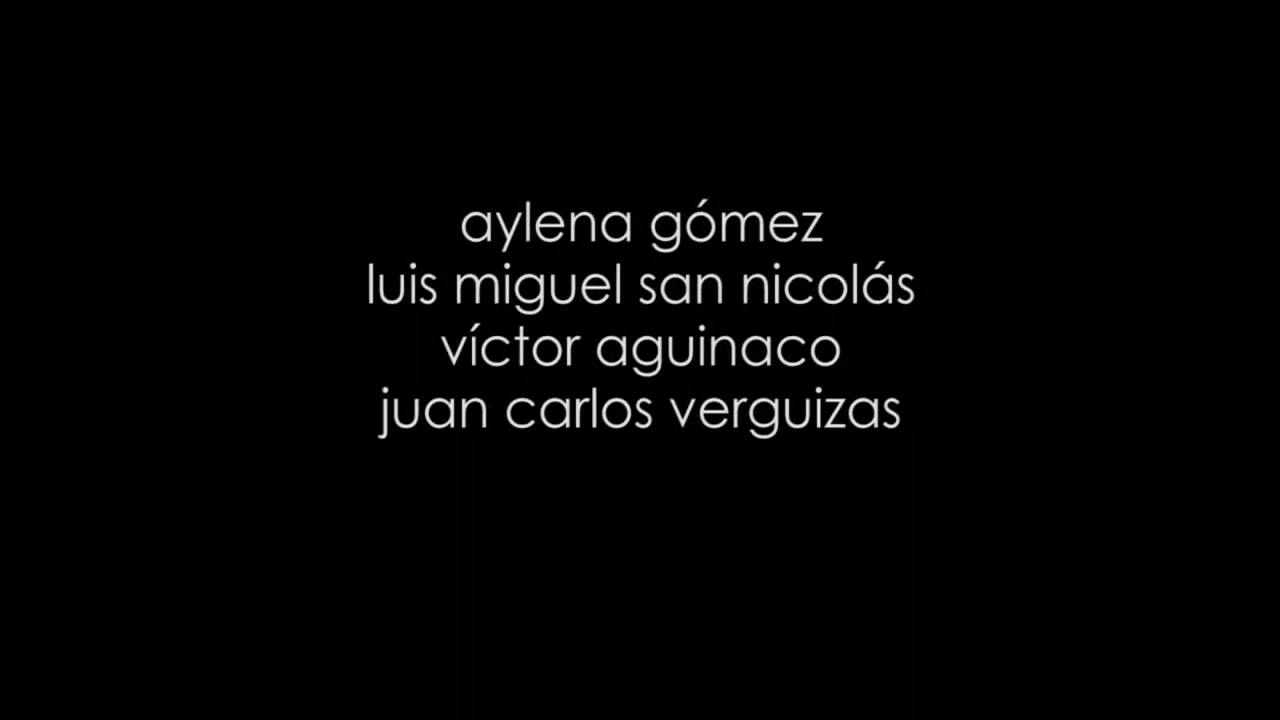 aylena gómez
luis miguel san nicolás
víctor aguinaco
juan carlos verguizas